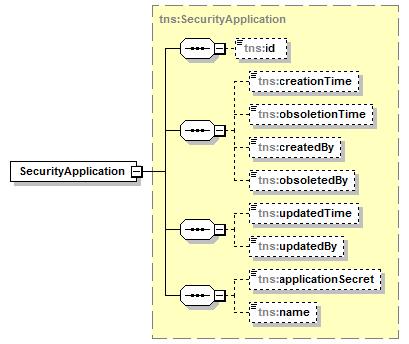 tns:SecurityApplication
tns:id
tns:creationTime
tns:obsoletionTime
tns:createdBy
tns:obsoletedBy
SecurityApplication
tns:updatedTime
tns:updatedBy
tns:applicationSecret
tns:name